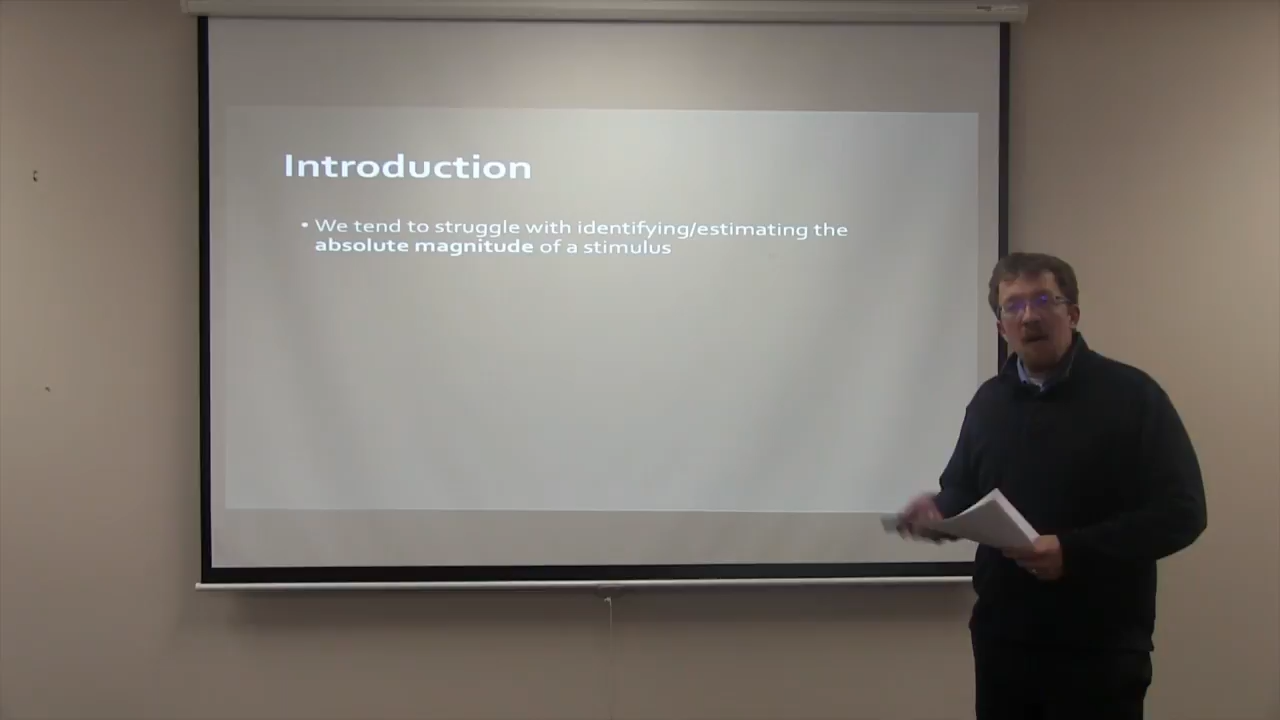 Introduction
• We tend to struggle with identifying/estimating the
absolute magnitude of a stimulus